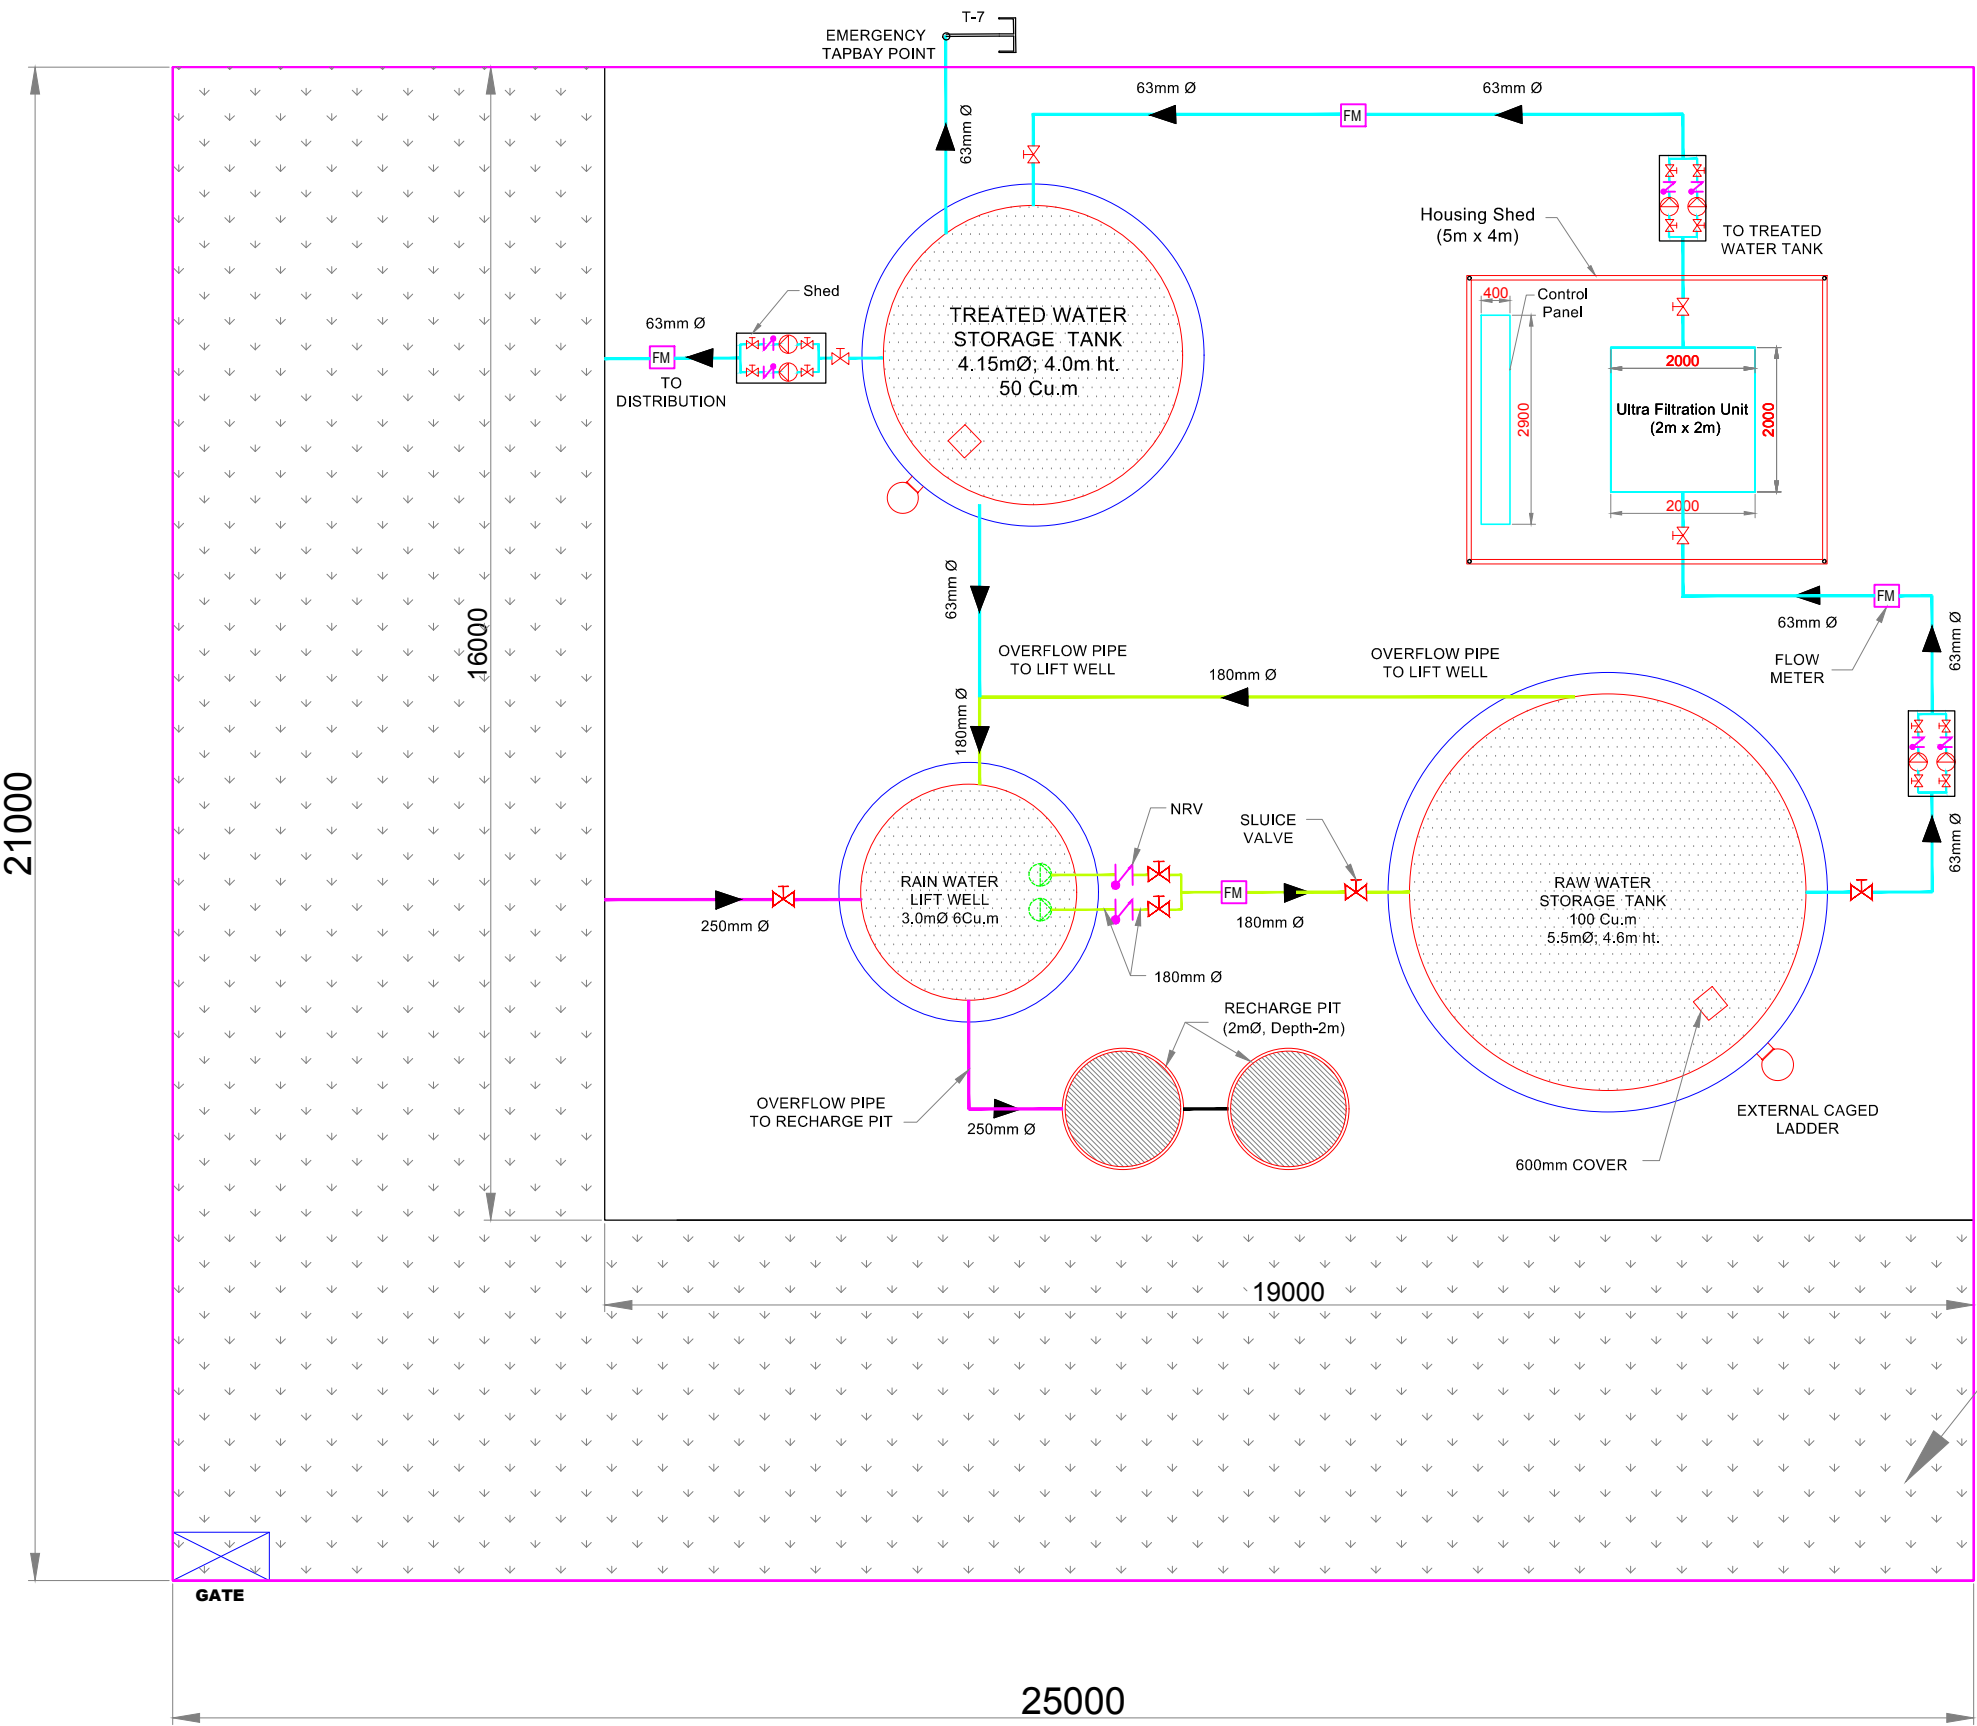 T-7
EMERGENCY
TAPBAY POINT
63mm Ø
63mm Ø
63mm Ø
FM
Housing Shed
(5m x 4m)
TO TREATED
WATER TANK
Shed
400
Control
Panel
63mm Ø
FM
TO
DISTRIBUTION
TREATED WATER
STORAGE TANK
4.15mØ; 4.0m ht.
50 Cu.m
2000
Ultra Filtration Unit
(2m x 2m)
2900
2000
2000
63mm Ø
16000
OVERFLOW PIPE
TO LIFT WELL
180mm Ø
OVERFLOW PIPE
TO LIFT WELL
FM
63mm Ø
63mm Ø
FLOW
METER
180mm Ø
21000
NRV
SLUICE
VALVE
63mm Ø
RAIN WATER
LIFT WELL
3.0mØ 6Cu.m
FM
RAW WATER
STORAGE TANK
100 Cu.m
5.5mØ; 4.6m ht.
250mm Ø
180mm Ø
180mm Ø
RECHARGE PIT
(2mØ, Depth-2m)
OVERFLOW PIPE
TO RECHARGE PIT
250mm Ø
EXTERNAL CAGED
LADDER
600mm COVER
19000
GATE
25000